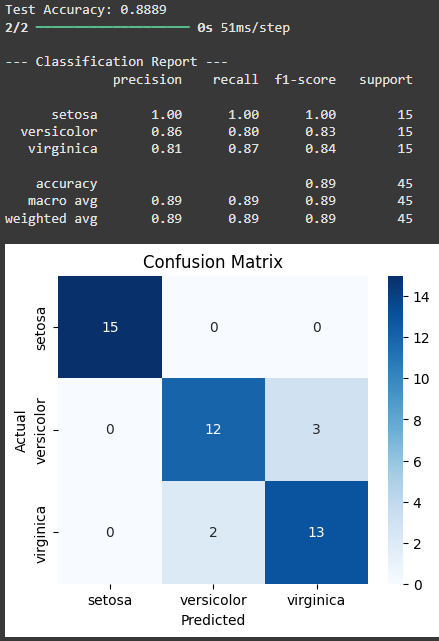 Test Accuracy: 0.8889
2/2 ━━━━━━━━━━━━━━━━━━━━ 0s 51ms/step
--- Classification Report ---
precision recall f1-score support
setosa 1.00 1.00 1.00 15
versicolor 0.86 0.80 0.83 15
virginica 0.81 0.87 0.84 15
accuracy 0.89 45
macro avg 0.89 0.89 0.89 45
weighted avg 0.89 0.89 0.89 45
Confusion Matrix
Actual
setosa 15 0 0
versicolor 0 12 3
virginica 0 2 13
setosa versicolor virginica
Predicted
14
12
10
8
6
4
2
0